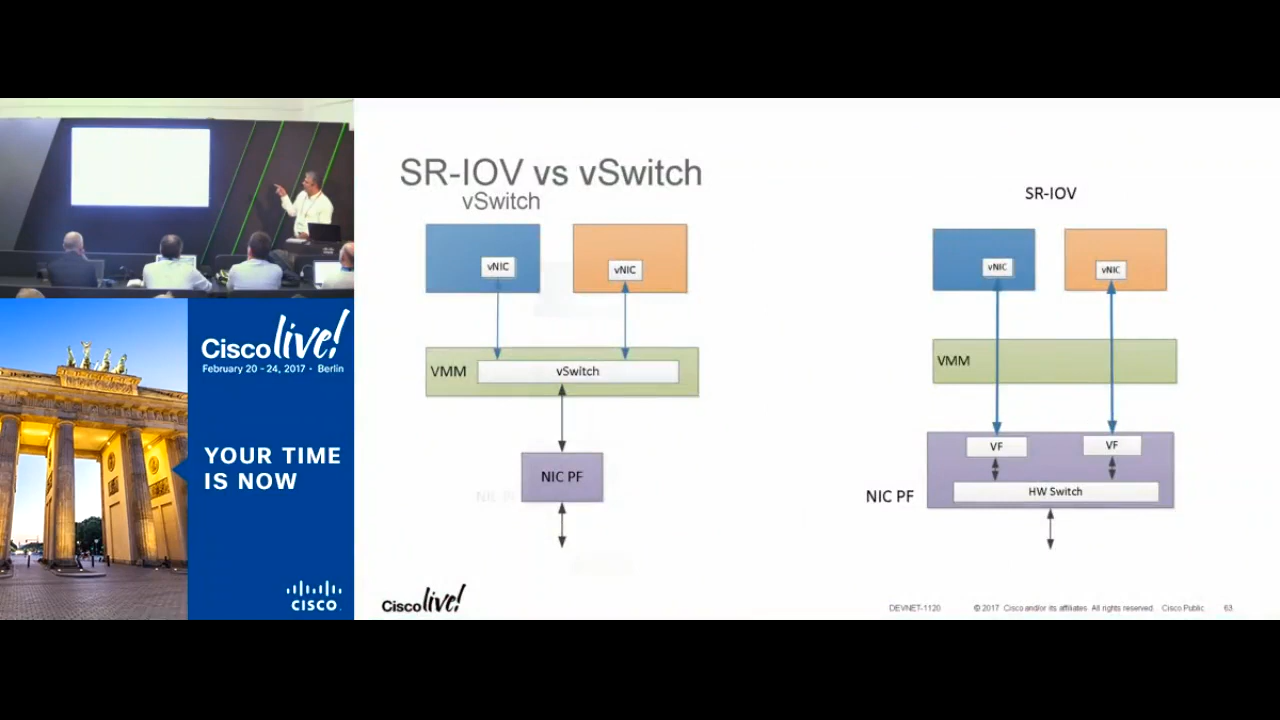 SR-IOV vs vSwitch
vSwitch
SR-IOV
vNIC
vNIC
vNIC
vNIC
VMM
vSwitch
VMM
NIC PF
VF
VF
HW Switch
NIC PF
Cisco live!
DEVNET-1120
© 2017 Cisco and/or its affiliates. All rights reserved. Cisco Public
63
Cisco live!
February 20 - 24, 2017 • Berlin
YOUR TIME
IS NOW
CISCO